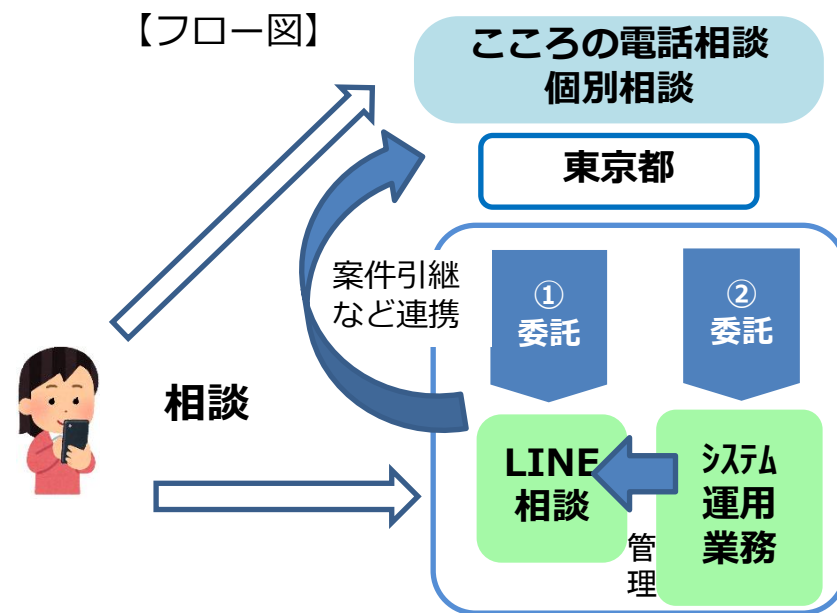 【フロー図】
こころの電話相談
個別相談
東京都
案件引継
など連携
①
委託
②
委託
相談
LINE
相談
ｼｽﾃﾑ
運用
業務
管
理